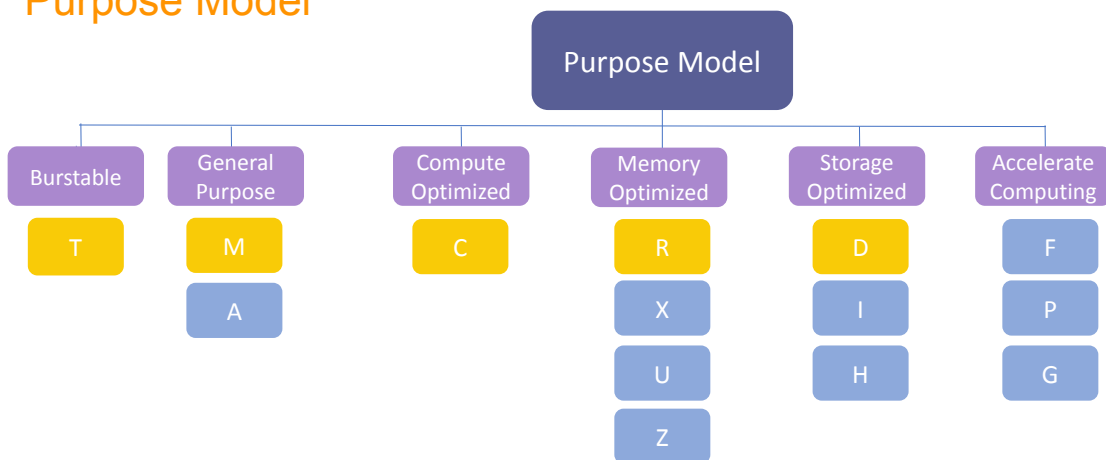 Purpose Model
Purpose Model
Burstable
General
Purpose
Compute
Optimized
Memory
Optimized
Storage
Optimized
Accelerate
Computing
T
M
C
R
D
F
A
X
I
P
U
H
G
Z